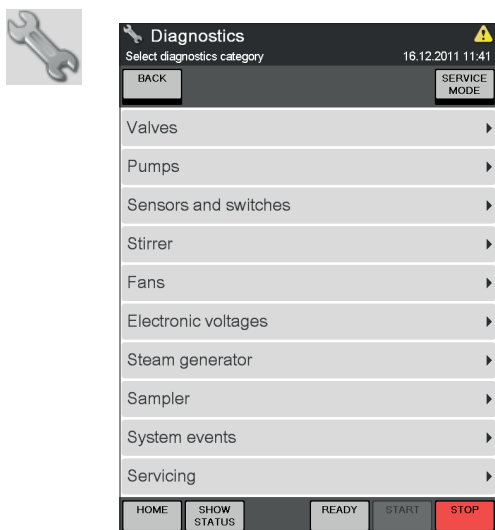 Diagnostics
Select diagnostics category 16.12.2011 11:41
BACK
SERVICE
MODE
Valves
Pumps
Sensors and switches
Stirrer
Fans
Electronic voltages
Steam generator
Sampler
System events
Servicing
HOME
SHOW
STATUS
READY
START
STOP